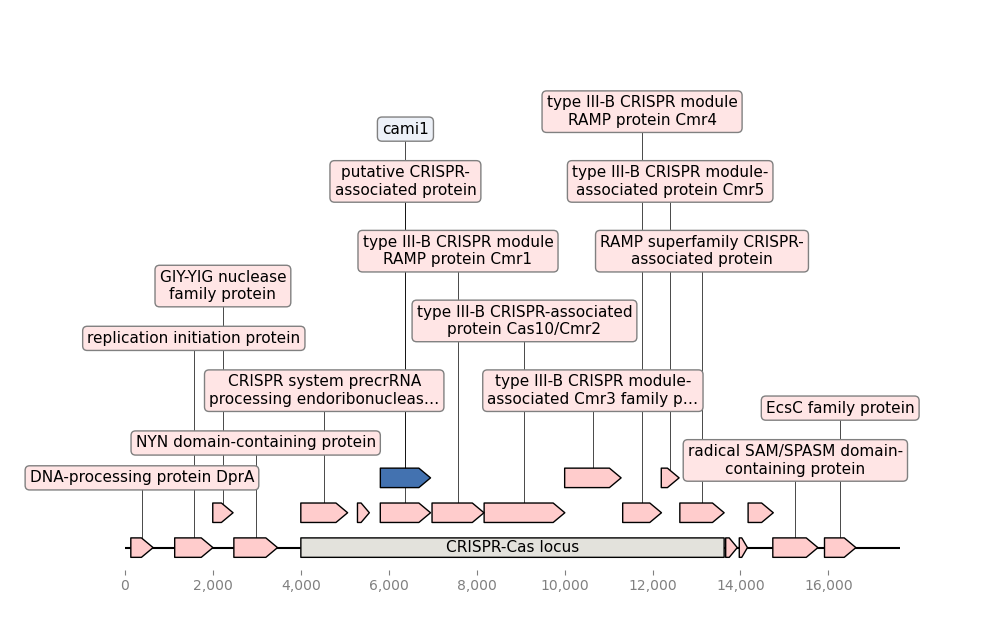 type III-B CRISPR module
RAMP protein Cmr4
cami1
putative CRISPR-
associated protein
type III-B CRISPR module-
associated protein Cmr5
type III-B CRISPR module
RAMP protein Cmr1
RAMP superfamily CRISPR-
associated protein
GIY-YIG nuclease
family protein
type III-B CRISPR-associated
protein Cas10/Cmr2
replication initiation protein
CRISPR system precrRNA
processing endoribonucleas…
type III-B CRISPR module-
associated Cmr3 family p…
EcsC family protein
NYN domain-containing protein
radical SAM/SPASM domain-
containing protein
DNA-processing protein DprA
CRISPR-Cas locus
0 2,000 4,000 6,000 8,000 10,000 12,000 14,000 16,000